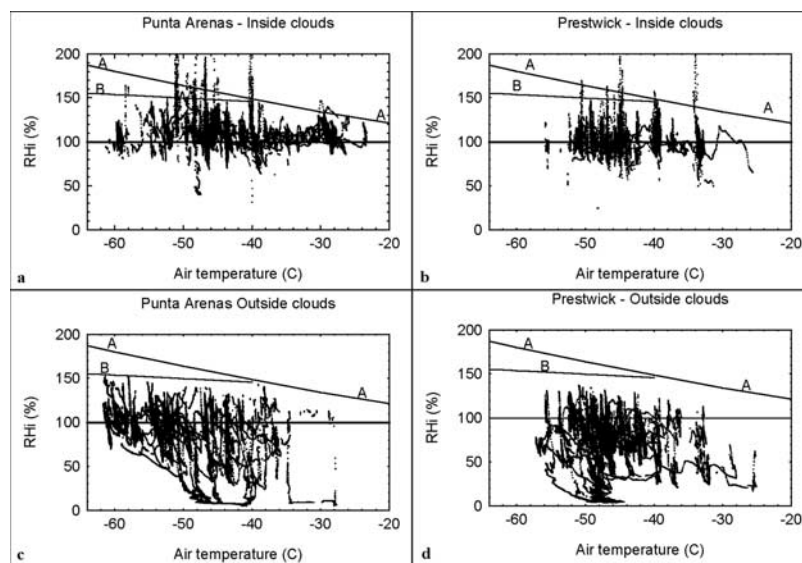 Punta Arenas - Inside clouds
200
150
100
50
0
RHi (%)
A
B
A
-60 -50 -40 -30 -20
Air temperature (C)
a
Prestwick - Inside clouds
200
150
100
50
0
RHi (%)
A
B
A
-60 -50 -40 -30 -20
Air temperature (C)
b
Punta Arenas Outside clouds
200
150
100
50
0
RHi (%)
A
B
A
-60 -50 -40 -30 -20
Air temperature (C)
c
Prestwick - Outside clouds
200
150
100
50
0
RHi (%)
A
B
A
-60 -50 -40 -30 -20
Air temperature (C)
d